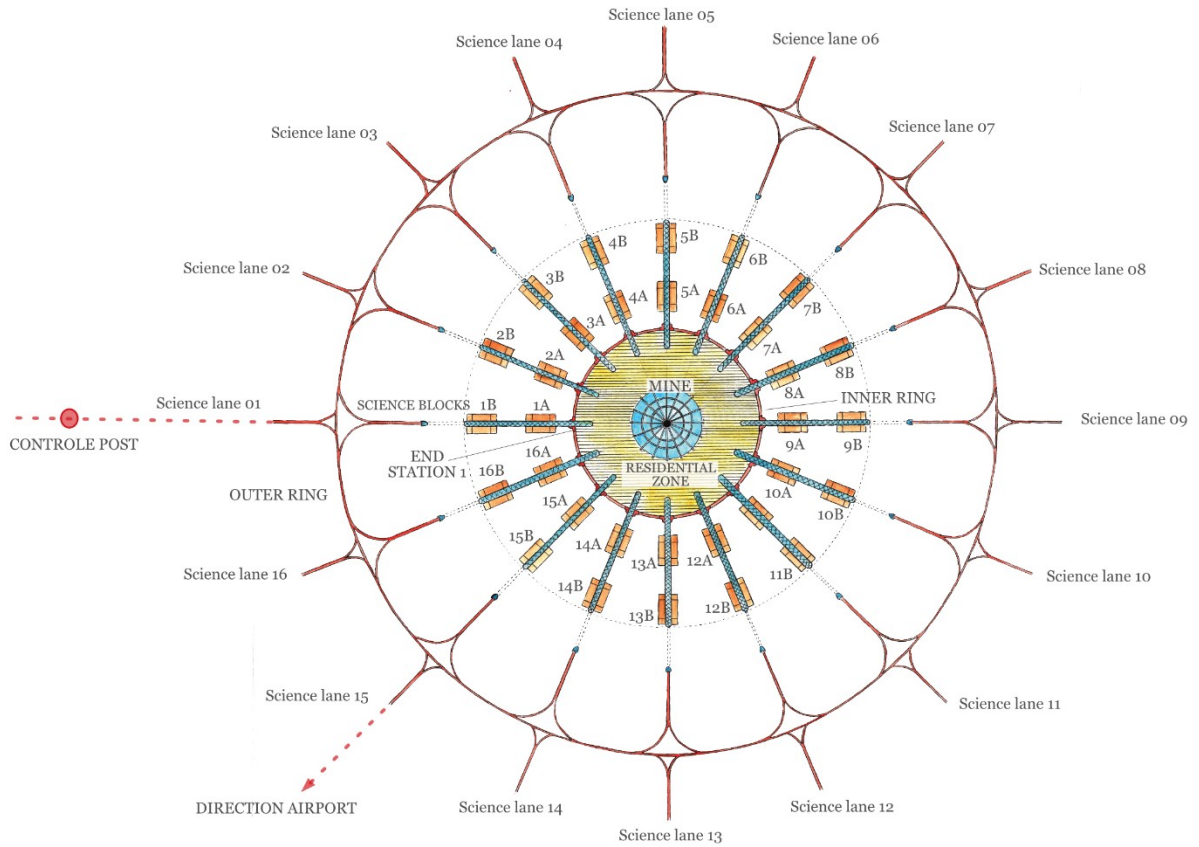 Science lane 05
Science lane 04
Science lane 06
Science lane 03
Science lane 07
Science lane 02
Science lane 08
Science lane 01
Science lane 09
CONTROLE POST
OUTER RING
SCIENCE BLOCKS
END
STATION 1
MINE
RESIDENTIAL
ZONE
INNER RING
1B
1A
2B
2A
3B
3A
4B
4A
5B
5A
6B
6A
7B
7A
8B
8A
9A
9B
10A
10B
11B
12A
12B
13A
13B
14A
14B
15A
15B
16A
16B
Science lane 16
Science lane 10
Science lane 15
Science lane 11
DIRECTION AIRPORT
Science lane 14
Science lane 12
Science lane 13